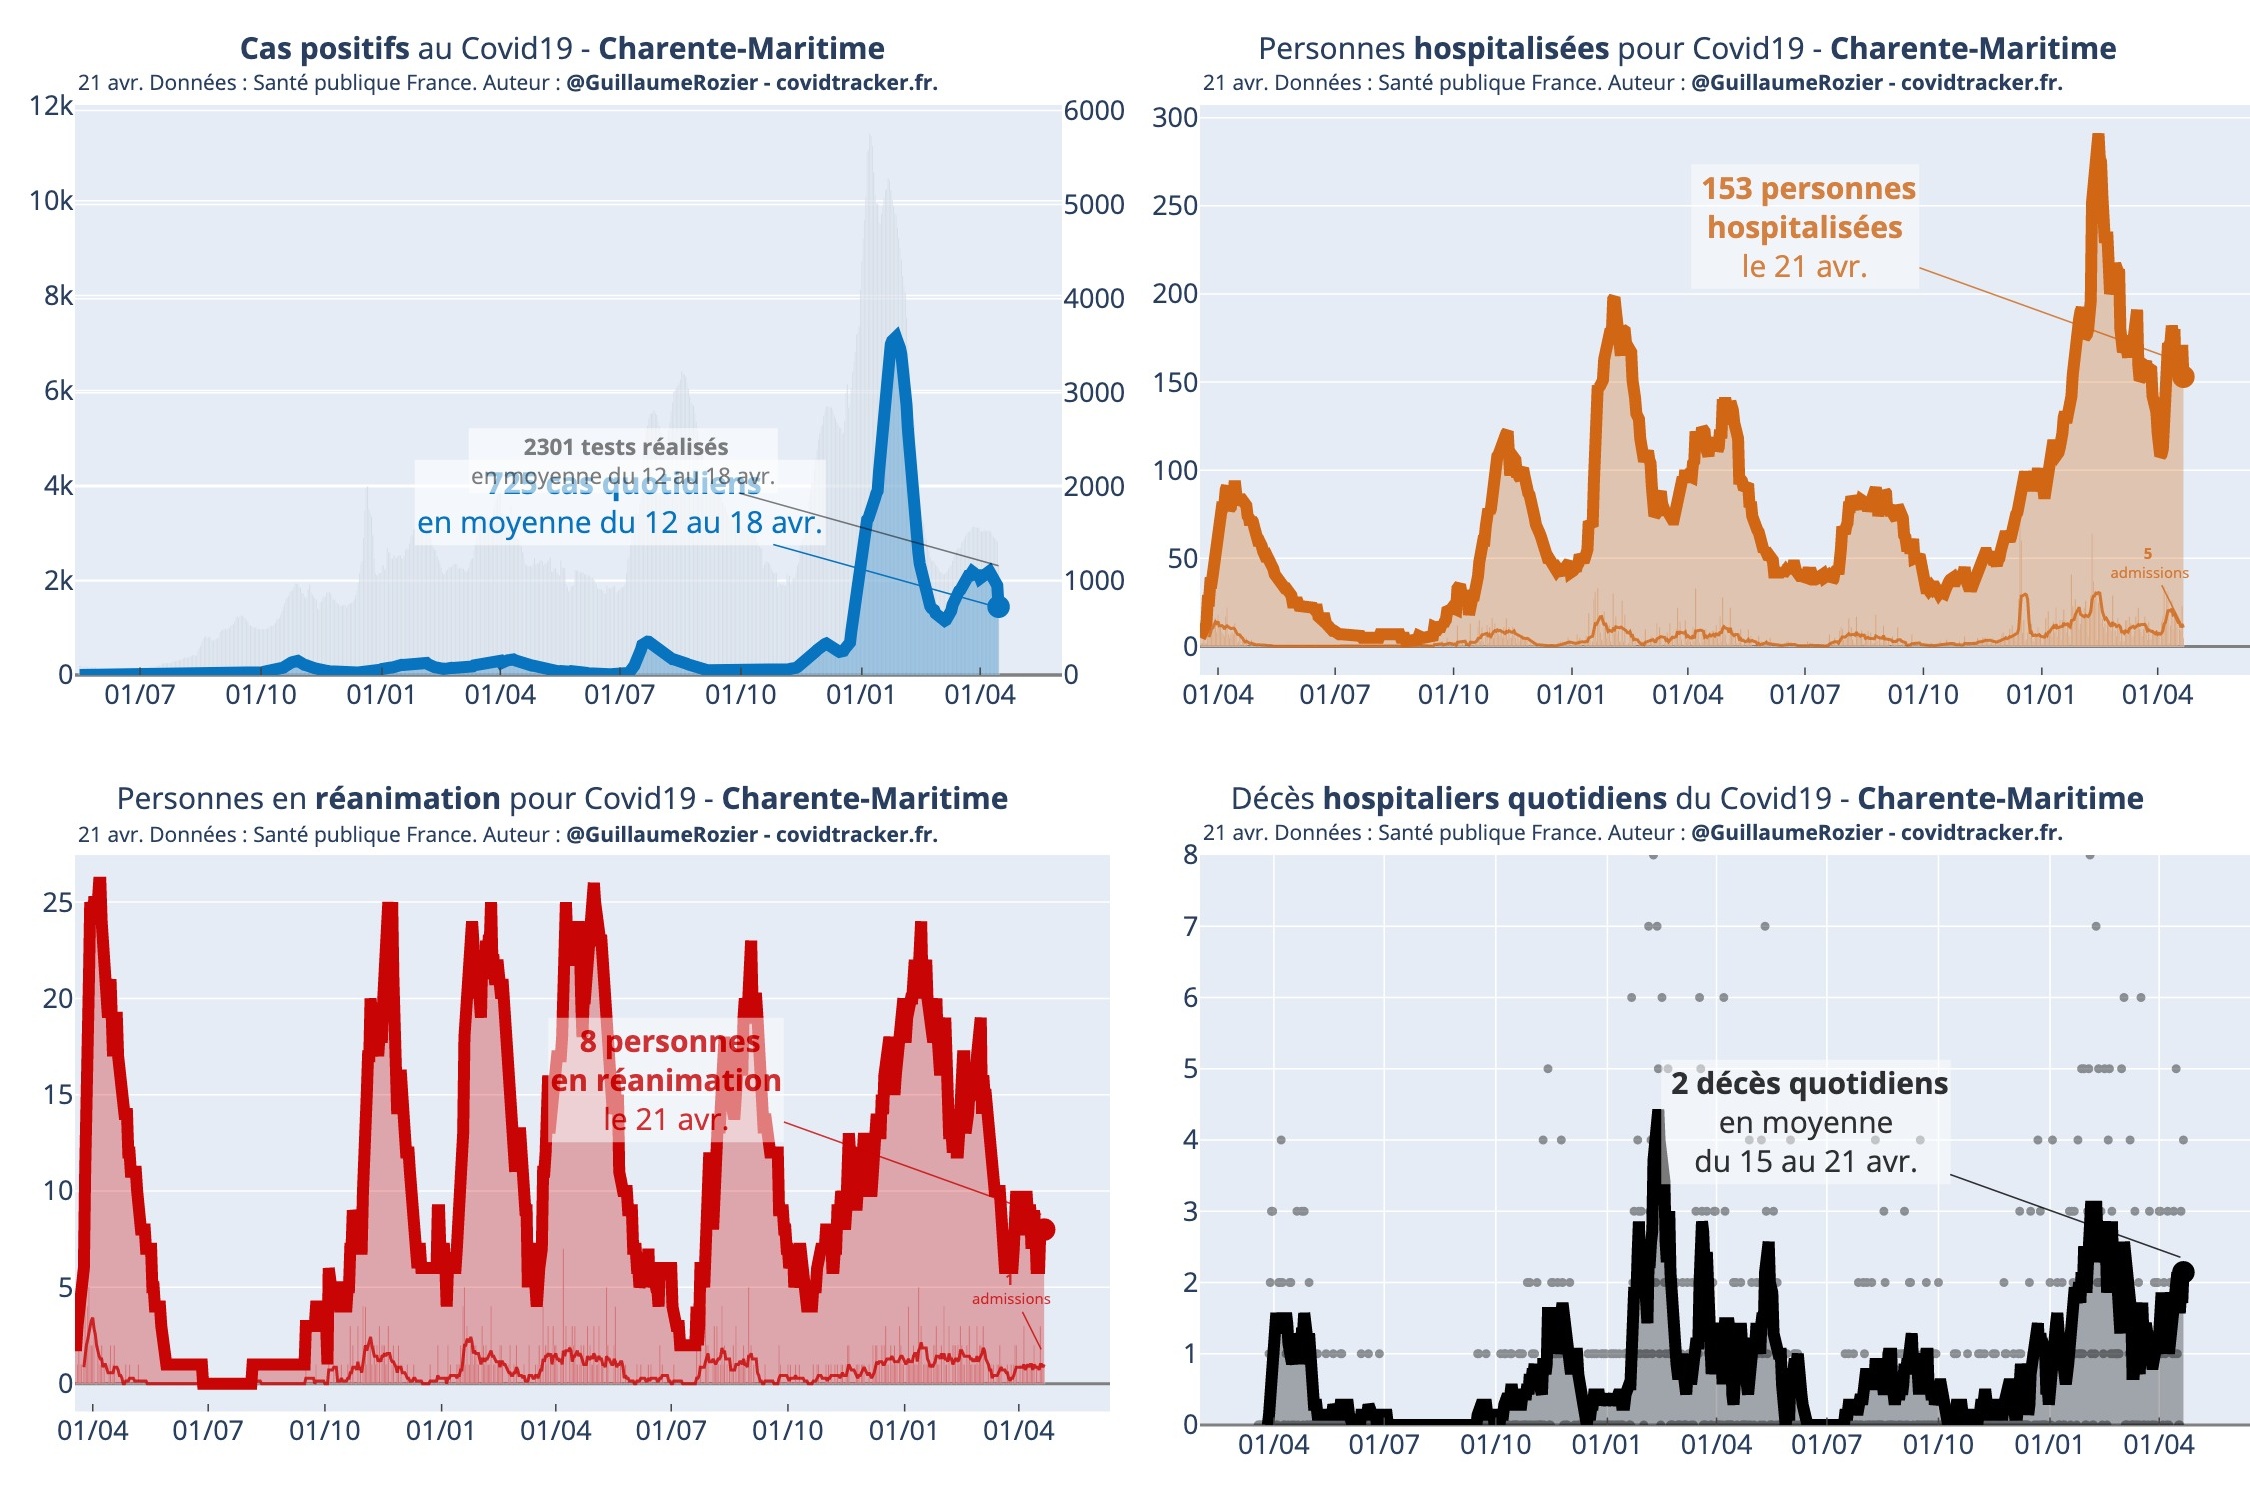 Cas positifs au Covid19 - Charente-Maritime
21 avr. Données : Santé publique France. Auteur : @GuillaumeRozier - covidtracker.fr.
12k
10k
8k
6k
4k
2k
0
6000
5000
4000
3000
2000
1000
0
2301 tests réalisés
en moyenne du 12 au 18 avr.
725 cas quotidiens
en moyenne du 12 au 18 avr.
01/07 01/10 01/01 01/04 01/07 01/10 01/01 01/04
Personnes hospitalisées pour Covid19 - Charente-Maritime
21 avr. Données : Santé publique France. Auteur : @GuillaumeRozier - covidtracker.fr.
300
250
200
150
100
50
0
153 personnes
hospitalisées
le 21 avr.
5
admissions
01/04 01/07 01/10 01/01 01/04 01/07 01/10 01/01 01/04
Personnes en réanimation pour Covid19 - Charente-Maritime
21 avr. Données : Santé publique France. Auteur : @GuillaumeRozier - covidtracker.fr.
25
20
15
10
5
0
8 personnes
en réanimation
le 21 avr.
1
admissions
01/04 01/07 01/10 01/01 01/04 01/07 01/10 01/01 01/04
Décès hospitaliers quotidiens du Covid19 - Charente-Maritime
21 avr. Données : Santé publique France. Auteur : @GuillaumeRozier - covidtracker.fr.
8
7
6
5
4
3
2
1
0
2 décès quotidiens
en moyenne
du 15 au 21 avr.
01/04 01/07 01/10 01/01 01/04 01/07 01/10 01/01 01/04